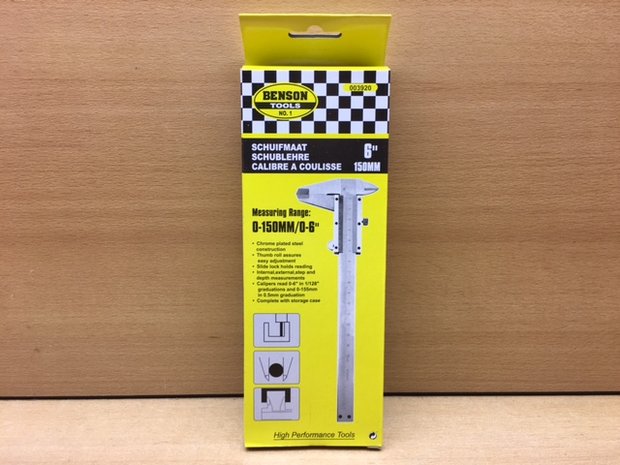 BENSON
TOOLS
NO. 1
003920
SCHUIFMAAT
SCHUBLEHRE
CALIBRE A COULISSE
6"
150MM
Measuring Range:
0-150MM/0-6"
• Chrome plated steel
construction
• Thumb roll assures
easy adjustment
• Slide lock holds reading
• Internal,external,step and
depth measurements
• Calipers read 0-6" in 1/128"
graduations and 0-155mm
in 0.5mm graduation
• Complete with storage case
High Performance Tools